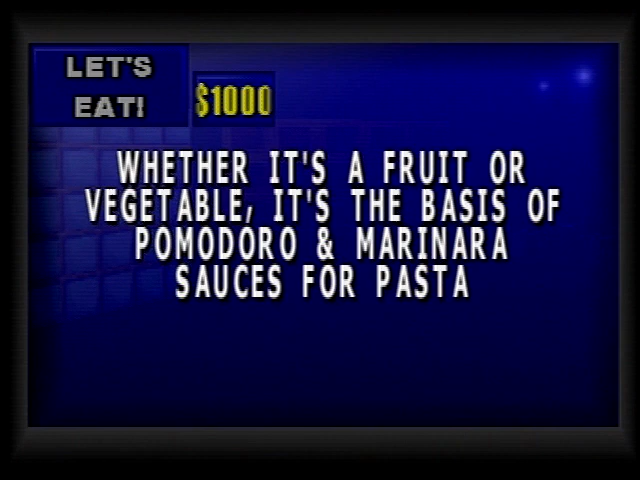 LET'S
EAT!
$1000
WHETHER IT'S A FRUIT OR
VEGETABLE, IT'S THE BASIS OF
POMODORO & MARINARA
SAUCES FOR PASTA